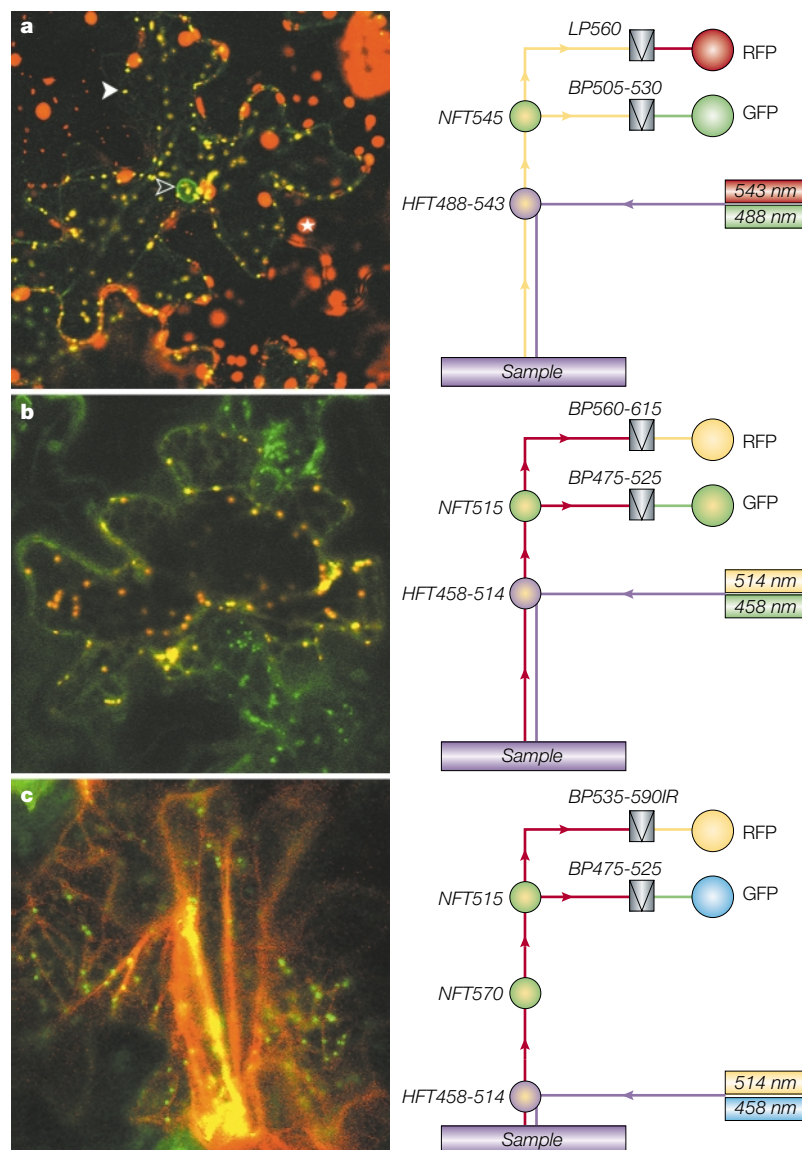 a
LP560
RFP
BP505-530
NFT545
GFP
HFT488-543
543 nm
488 nm
Sample
b
BP560-615
RFP
BP475-525
NFT515
GFP
HFT458-514
514 nm
458 nm
Sample
c
BP535-590IR
RFP
BP475-525
NFT515
GFP
NFT570
HFT458-514
514 nm
458 nm
Sample